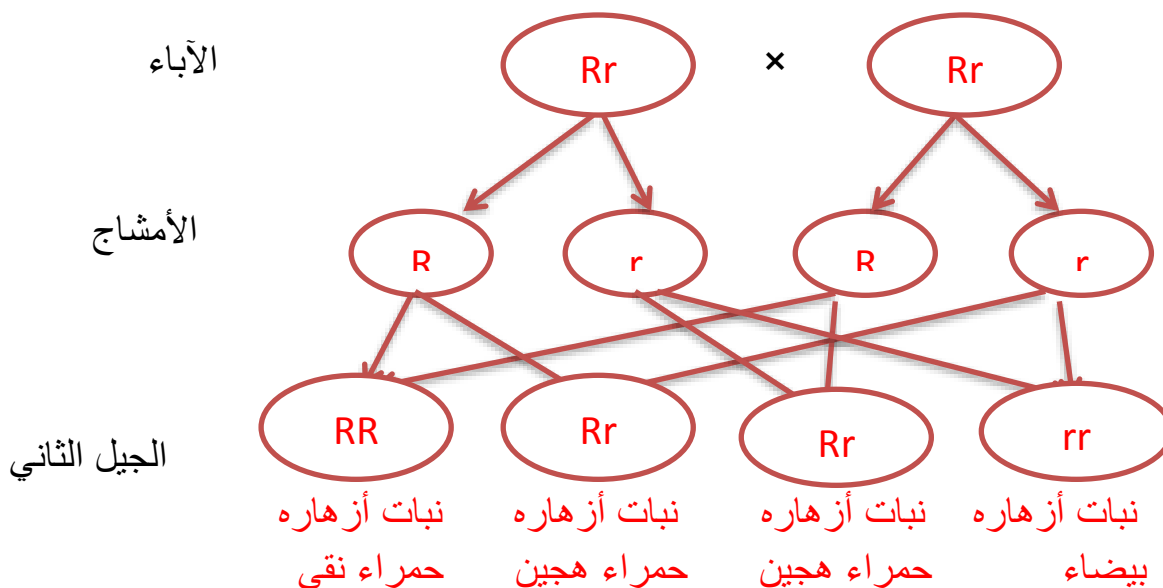 الآباء Rr × Rr
الأمشاج R r R r
الجيل الثاني RR Rr Rr rr
نبات أزهاره نبات أزهاره نبات أزهاره نبات أزهاره
حمراء نقي حمراء هجين حمراء هجين بيضاء